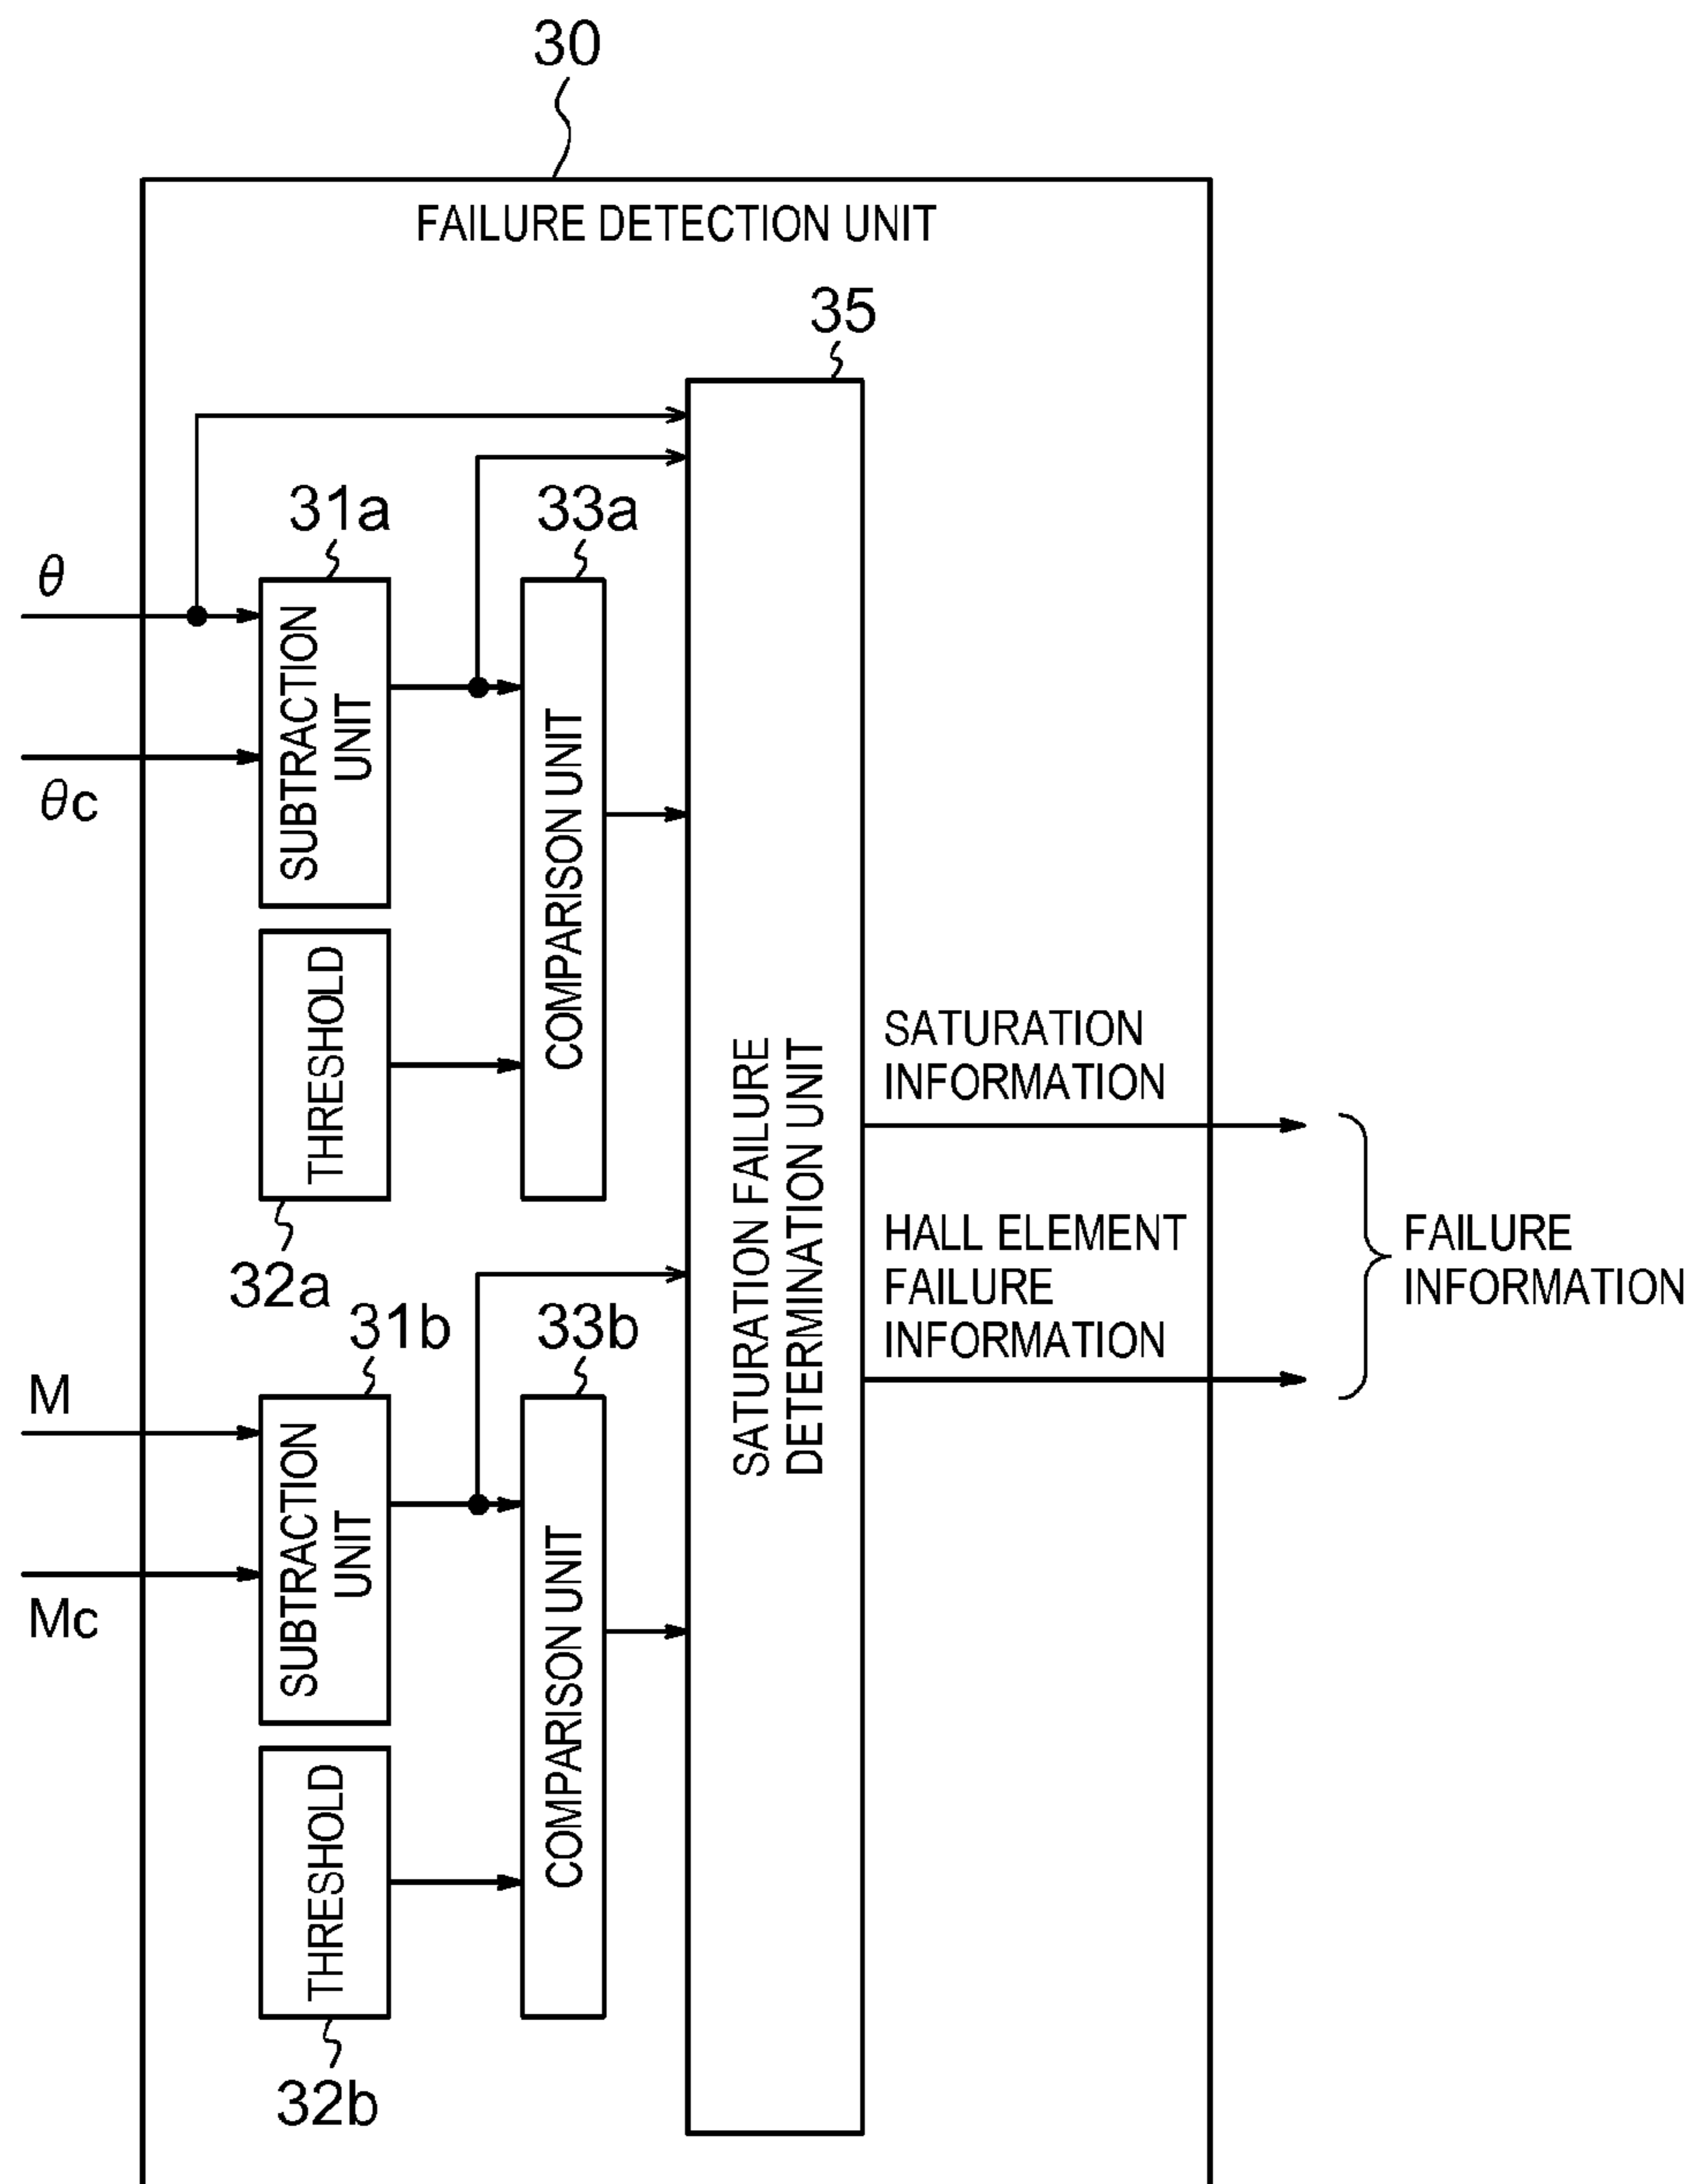 30
FAILURE DETECTION UNIT
35
31a
33a
θ
SUBTRACTION
UNIT
θc
COMPARISON UNIT
THRESHOLD
32a
SATURATION FAILURE
DETERMINATION UNIT
SATURATION
INFORMATION
HALL ELEMENT
FAILURE
INFORMATION
FAILURE
INFORMATION
31b
33b
M
SUBTRACTION
UNIT
Mc
COMPARISON UNIT
THRESHOLD
32b